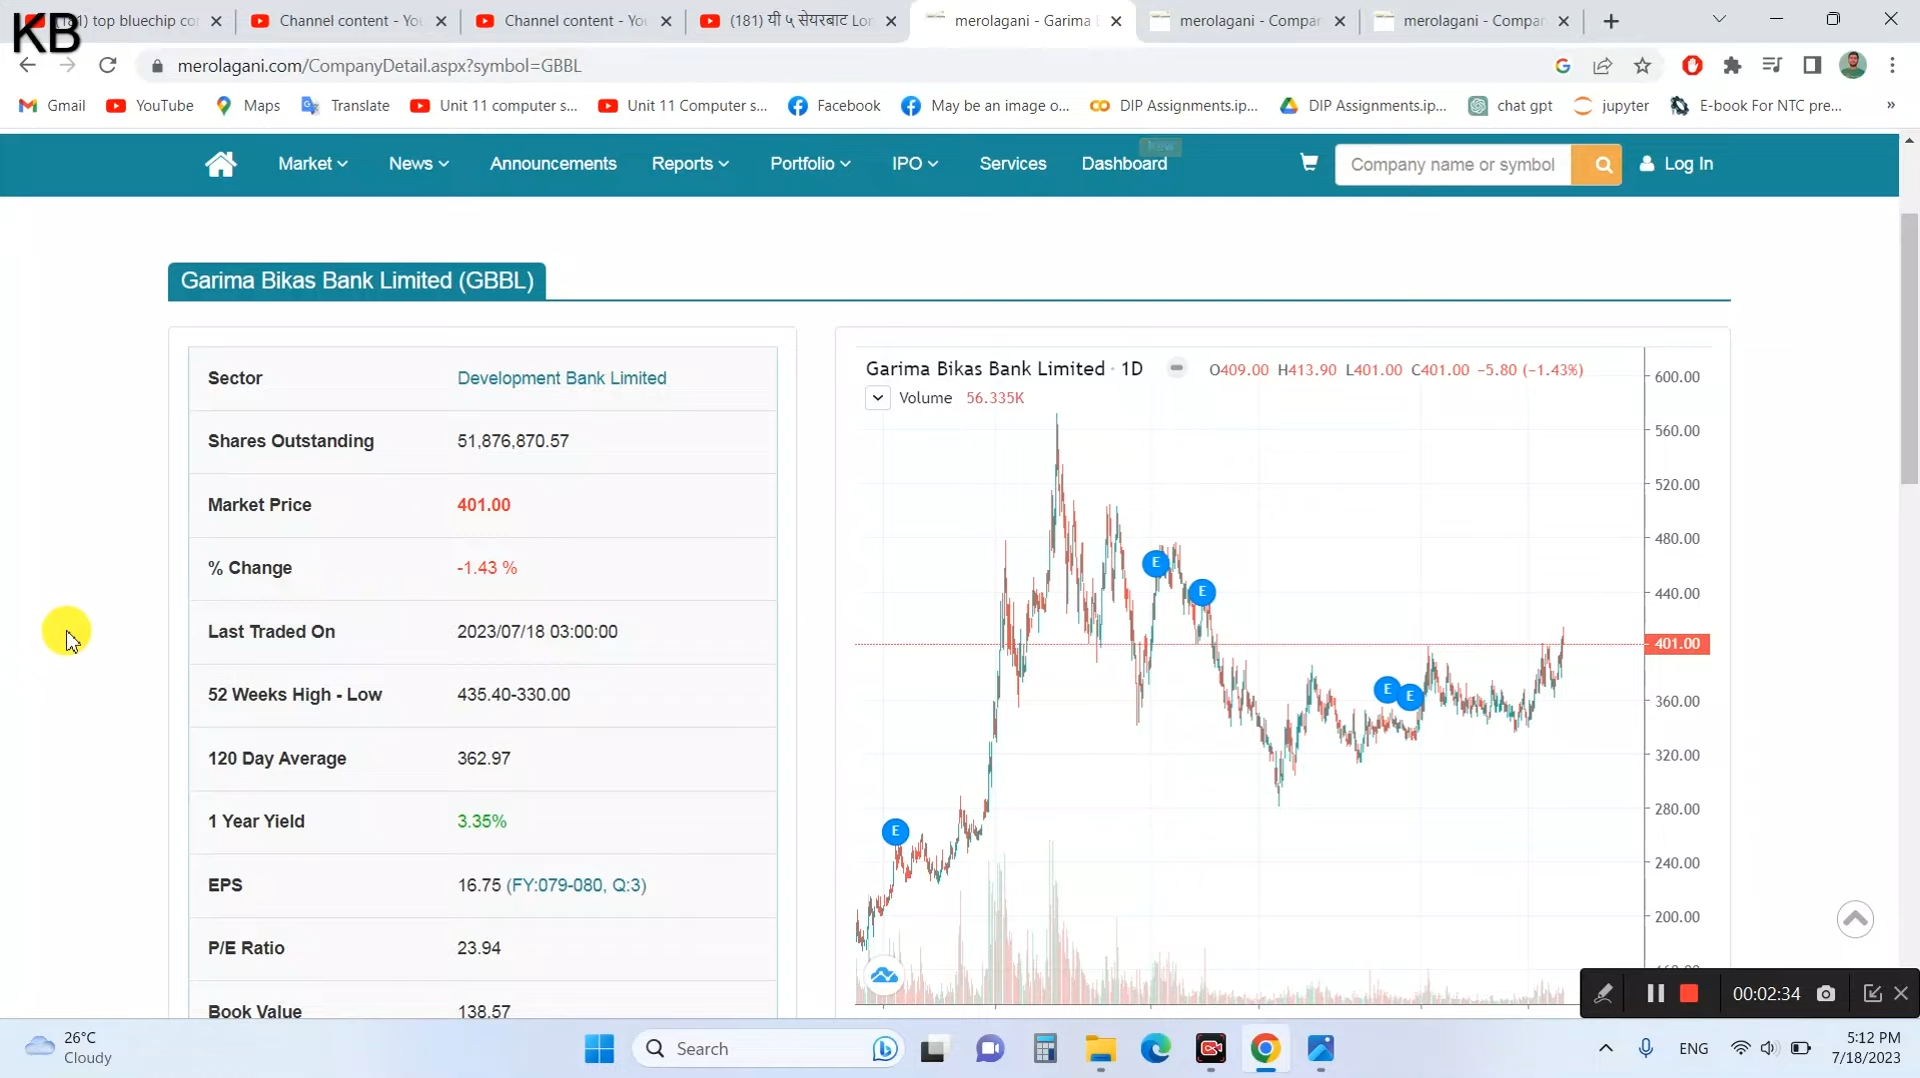 KB
181) top bluechip co
Channel content - You
Channel content - You
(181) यी ५ सेयरबाट Lon
merolagani - Garima
merolagani - Compan
merolagani - Compan
merolagani.com/CompanyDetail.aspx?symbol=GBBL
Gmail
YouTube
Maps
Translate
Unit 11 computer s...
Unit 11 Computer s...
Facebook
May be an image o...
DIP Assignments.ip...
DIP Assignments.ip...
chat gpt
jupyter
E-book For NTC pre...
»
New
Market
News
Announcements
Reports
Portfolio
IPO
Services
Dashboard
Company name or symbol
Log In
Garima Bikas Bank Limited (GBBL)
Sector Development Bank Limited
Shares Outstanding 51,876,870.57
Market Price 401.00
% Change -1.43 %
Last Traded On 2023/07/18 03:00:00
52 Weeks High - Low 435.40-330.00
120 Day Average 362.97
1 Year Yield 3.35%
EPS 16.75 (FY:079-080, Q:3)
P/E Ratio 23.94
Book Value 138.57
Garima Bikas Bank Limited · 1D O409.00 H413.90 L401.00 C401.00 −5.80 (−1.43%)
Volume 56.335K
600.00
560.00
520.00
480.00
440.00
401.00
360.00
320.00
280.00
240.00
200.00
E
E
E
E
E
00:02:34
26°C
Cloudy
Search
ENG
5:12 PM
7/18/2023